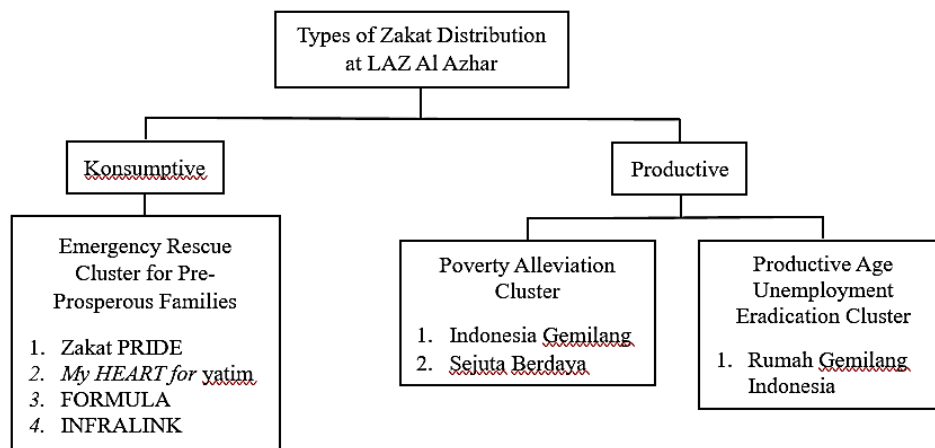 Types of Zakat Distribution
at LAZ Al Azhar
Konsumptive
Productive
Emergency Rescue
Cluster for Pre-
Prosperous Families
1. Zakat PRIDE
2. My HEART for yatim
3. FORMULA
4. INFRALINK
Poverty Alleviation
Cluster
1. Indonesia Gemilang
2. Sejuta Berdaya
Productive Age
Unemployment
Eradication Cluster
1. Rumah Gemilang
Indonesia